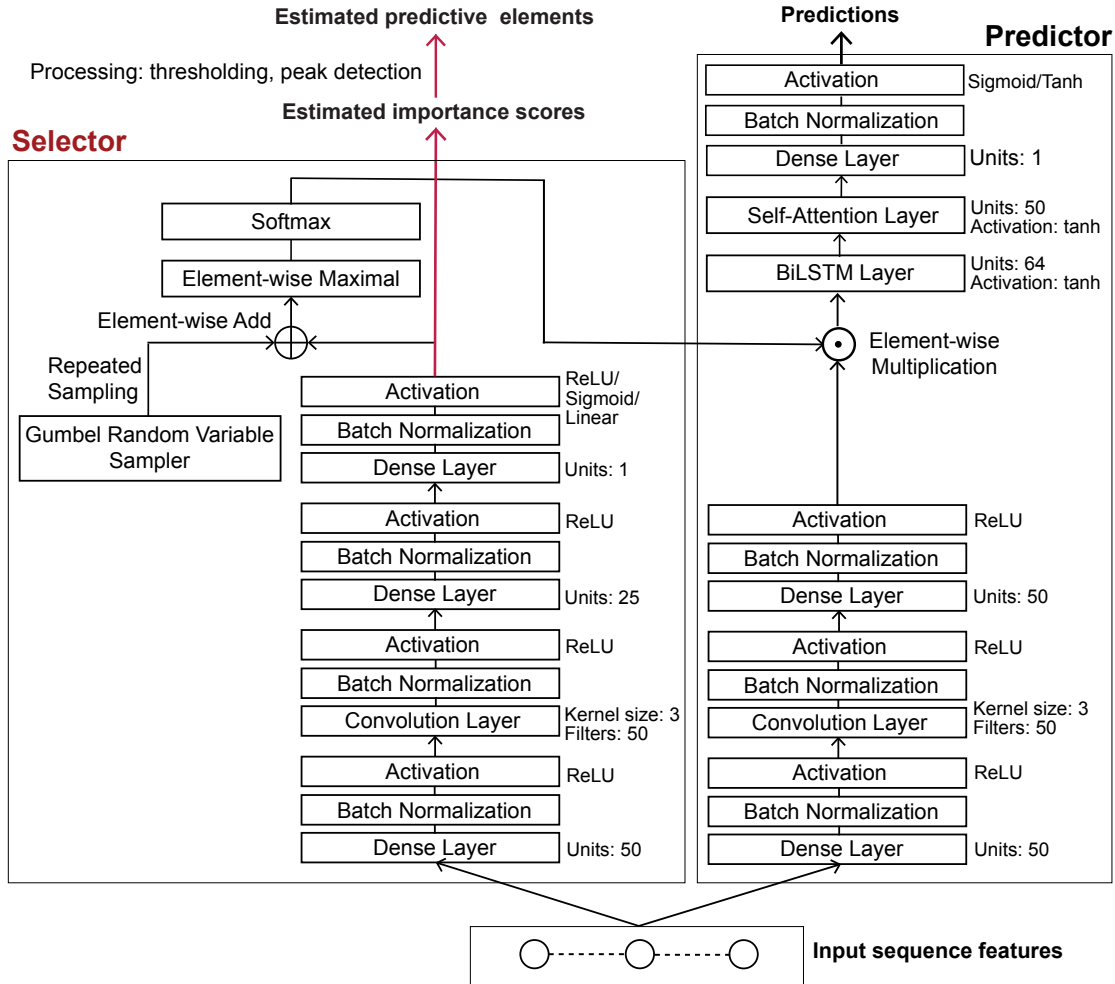 Estimated predictive elements
Processing: thresholding, peak detection
Estimated importance scores
Selector
Softmax
Element-wise Maximal
Element-wise Add
Repeated
Sampling
Gumbel Random Variable
Sampler
Activation
ReLU/
Sigmoid/
Linear
Batch Normalization
Dense Layer
Units: 1
Activation
ReLU
Batch Normalization
Dense Layer
Units: 25
Activation
ReLU
Batch Normalization
Convolution Layer
Kernel size: 3
Filters: 50
Activation
ReLU
Batch Normalization
Dense Layer
Units: 50
Predictions
Predictor
Activation
Sigmoid/Tanh
Batch Normalization
Dense Layer
Units: 1
Self-Attention Layer
Units: 50
Activation: tanh
BiLSTM Layer
Units: 64
Activation: tanh
Element-wise
Multiplication
Activation
ReLU
Batch Normalization
Dense Layer
Units: 50
Activation
ReLU
Batch Normalization
Convolution Layer
Kernel size: 3
Filters: 50
Activation
ReLU
Batch Normalization
Dense Layer
Units: 50
Input sequence features